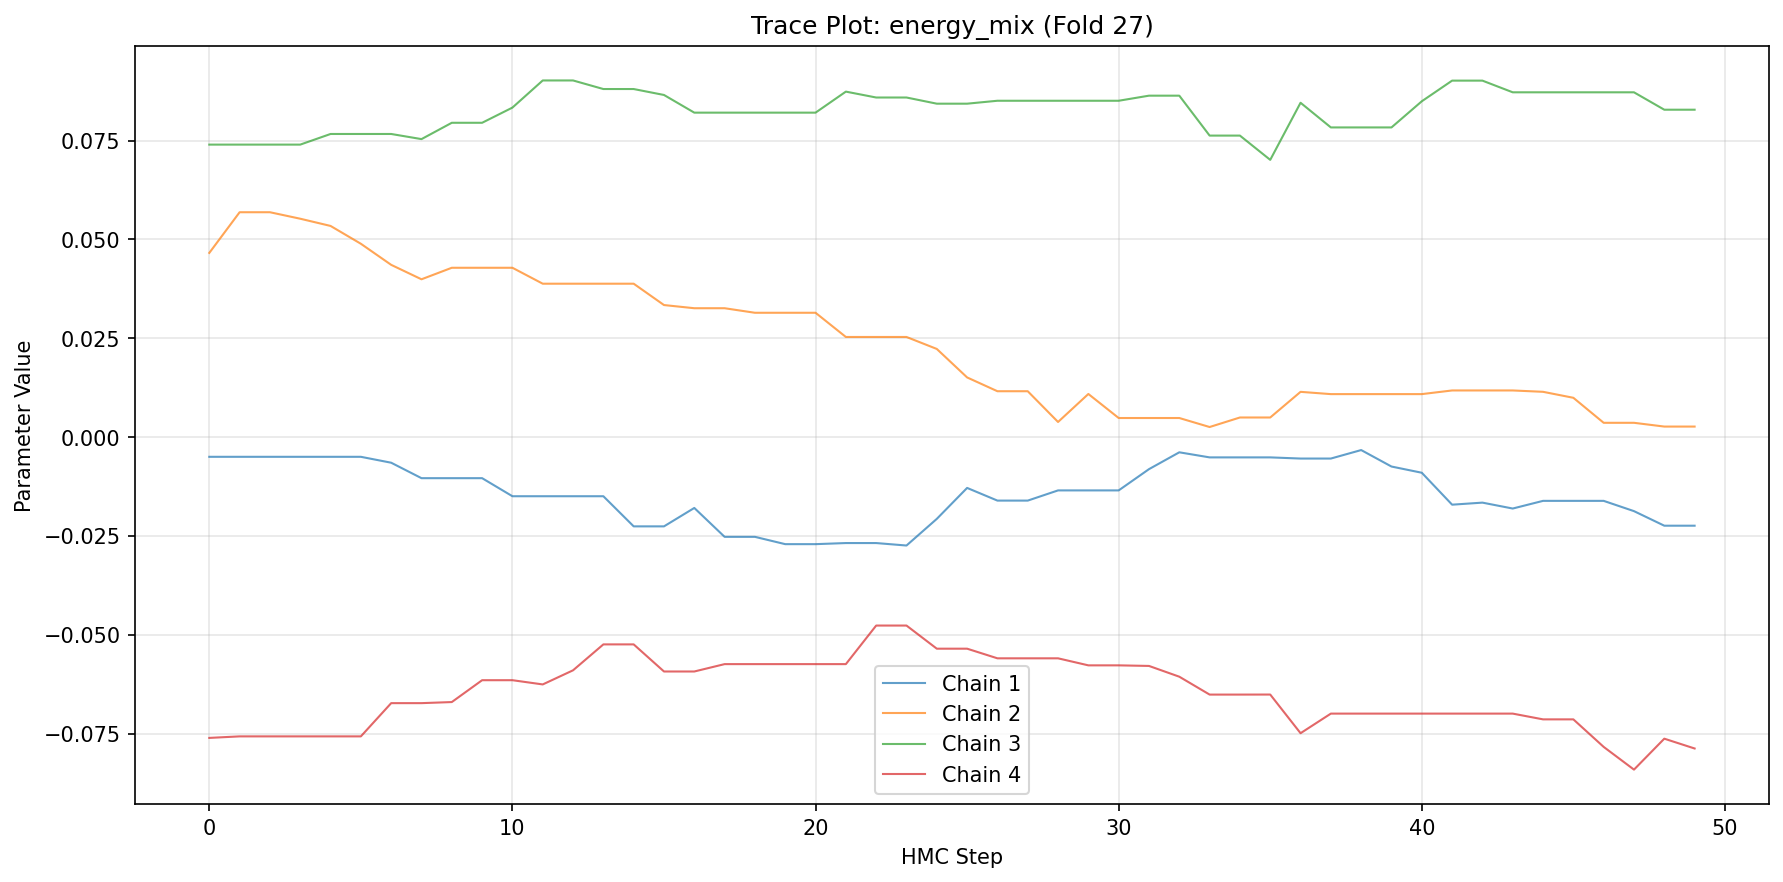 Trace Plot: energy_mix (Fold 27)
Parameter Value
0.075
0.050
0.025
0.000
−0.025
−0.050
−0.075
Chain 1
Chain 2
Chain 3
Chain 4
0 10 20 30 40 50
HMC Step